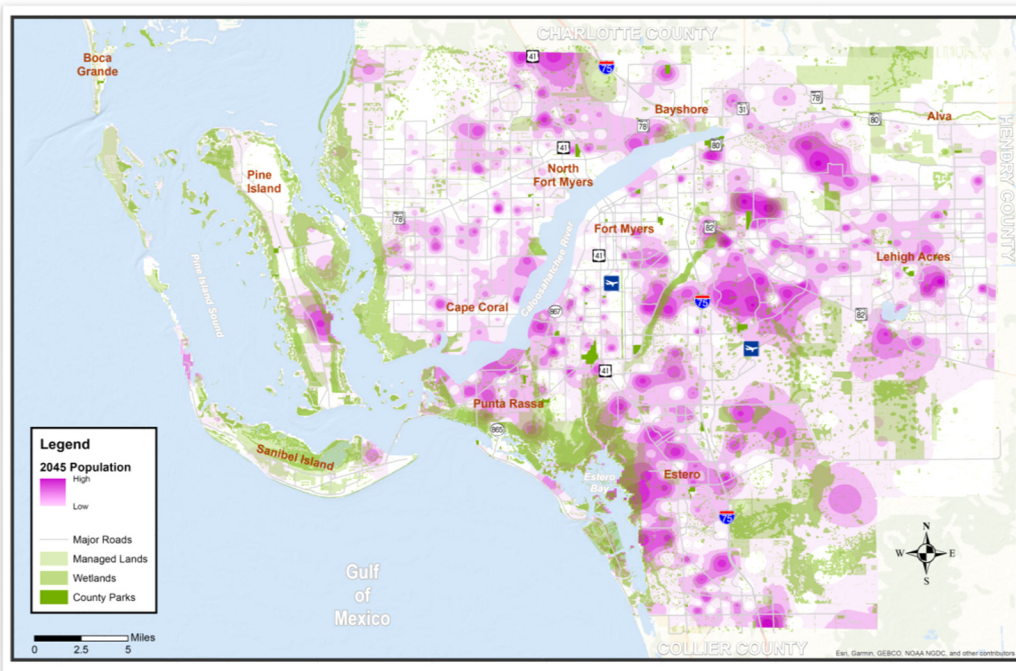 CHARLOTTE COUNTY
Boca
Grande
41
75
78
31
Bayshore
78
80
Alva
HENDRY COUNTY
80
41
North
Fort Myers
Pine
Island
78
Fort Myers
82
41
Caloosahatchee River
Pine Island Sound
Lehigh Acres
75
Cape Coral
867
82
41
Punta Rassa
865
Sanibel Island
Estero
Bay
Estero
75
Legend
2045 Population
High
Low
Major Roads
Managed Lands
Wetlands
County Parks
Gulf
of
Mexico
N
W
E
S
0 2.5 5 Miles
COLLIER COUNTY
Esri, Garmin, GEBCO, NOAA NGDC, and other contributors